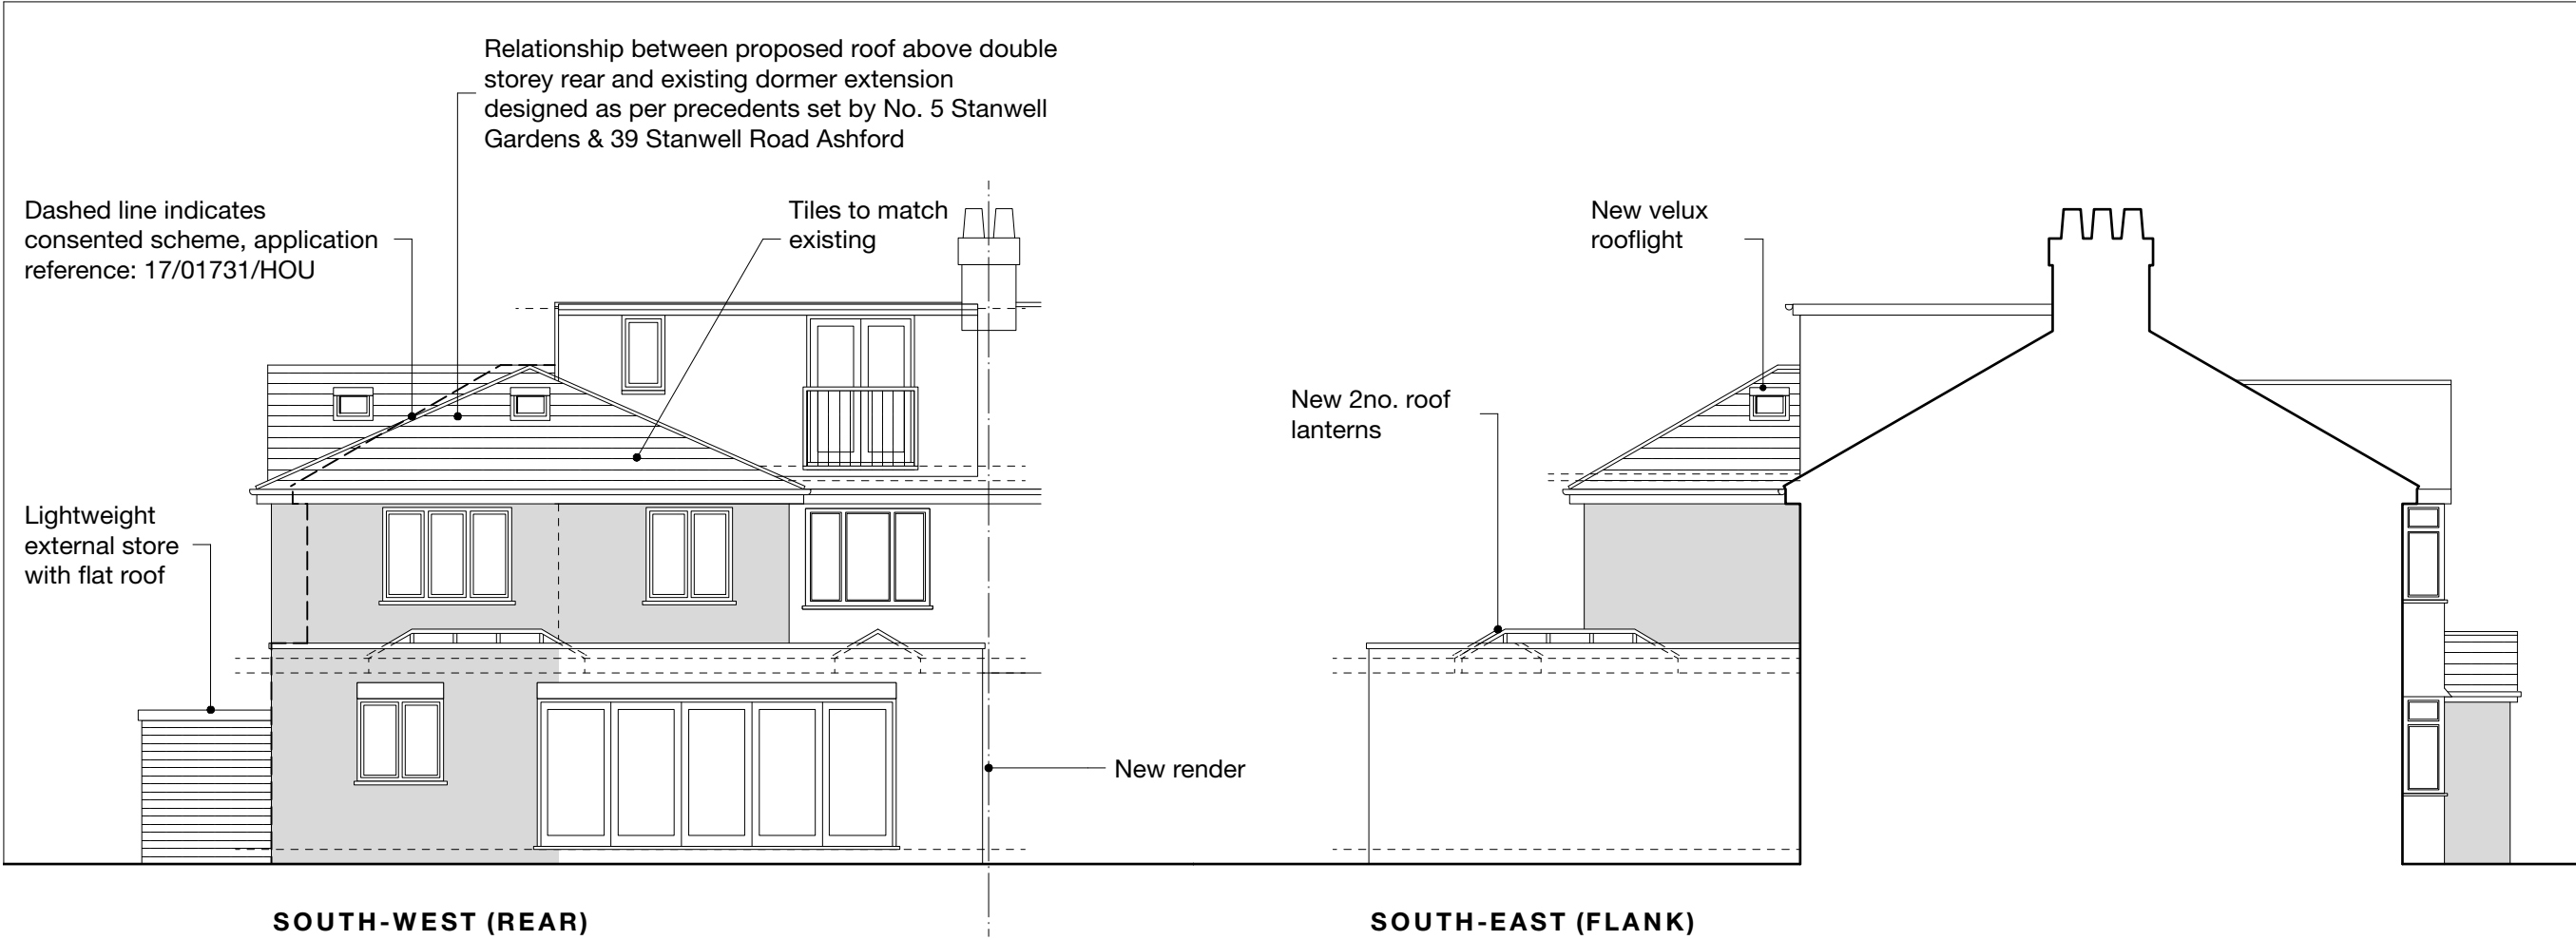 Relationship between proposed roof above double
storey rear and existing dormer extension
designed as per precedents set by No. 5 Stanwell
Gardens & 39 Stanwell Road Ashford
Dashed line indicates
consented scheme, application
reference: 17/01731/HOU
Tiles to match
existing
New velux
rooflight
New 2no. roof
lanterns
Lightweight
external store
with flat roof
New render
SOUTH-WEST (REAR)
SOUTH-EAST (FLANK)